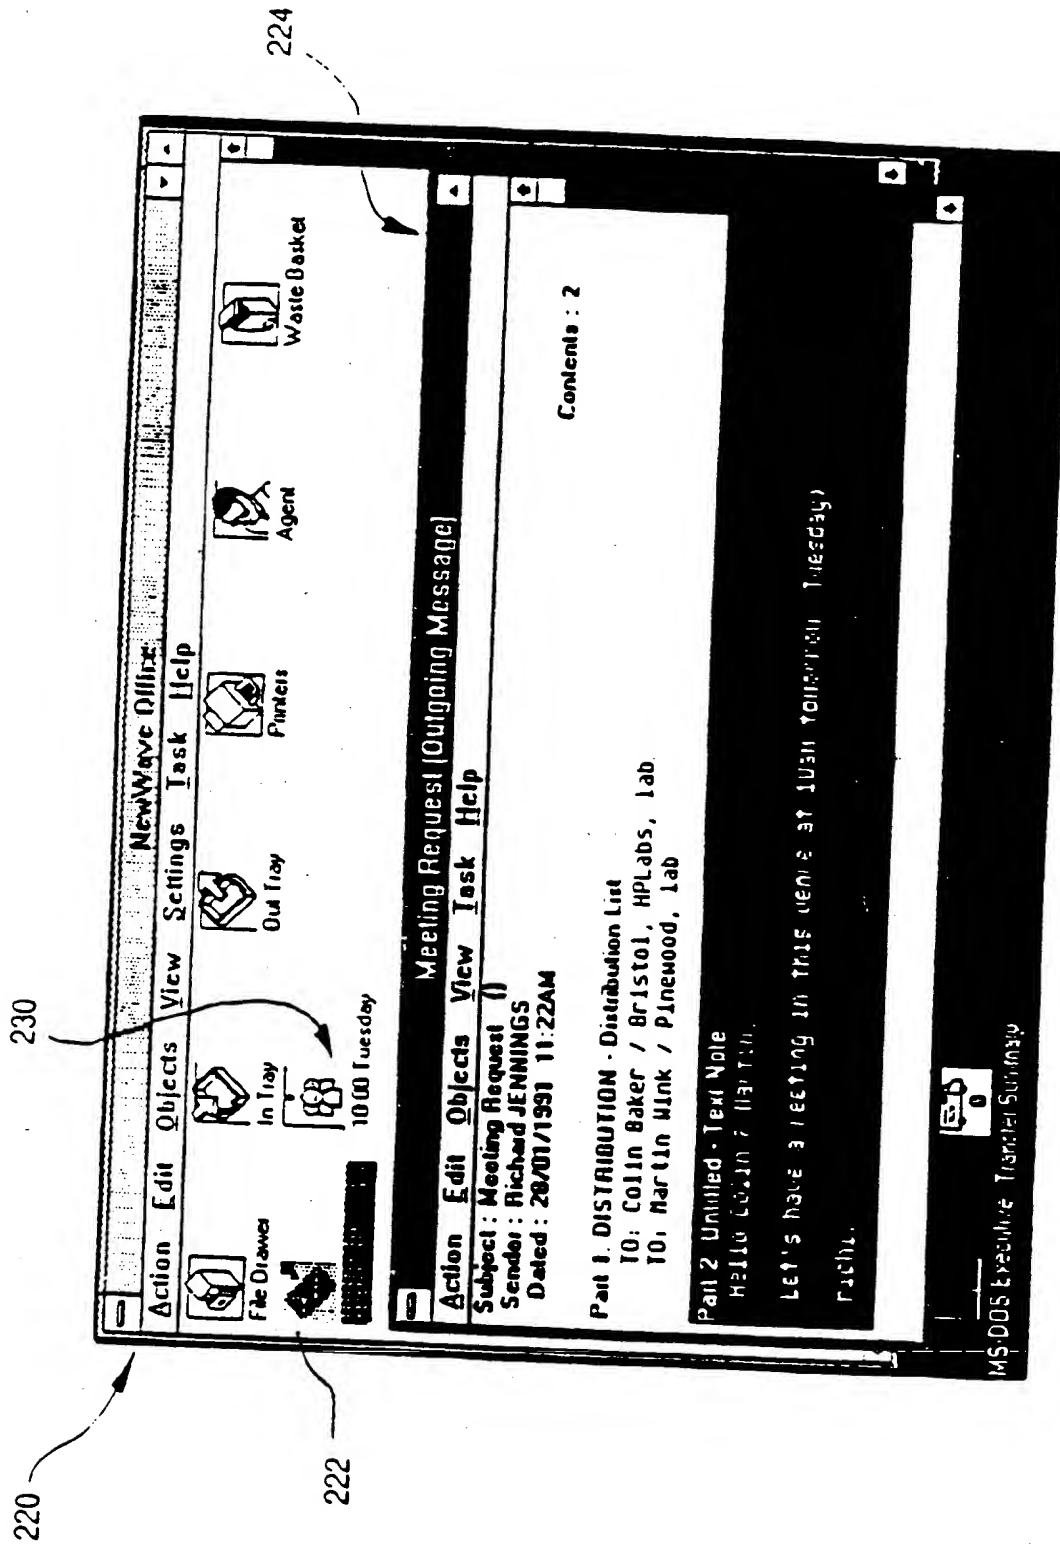 220
222
230
224
NewWave Office
Action Edit Objects View Settings Task Help
File Drawer
In Tray
Out Tray
Printers
Agent
Waste Basket
10 00 Tuesday
Meeting Request (Outgoing Message)
Action Edit Objects View Task Help
Subject : Meeting Request ()
Sender : Richard JENNINGS
Dated : 28/01/1991 11:22AM
Contents : 2
Part 1. DISTRIBUTION - Distribution List
TO: Colin Baker / Bristol, HPLabs, Lab
TO: Martin Wink / Pinewood, Lab
Part 2 Untitled - Text Note
Hello Colin
Let's have a meeting in this at 10am Tuesday)
MS-DOS Executive Transfer Summary
0